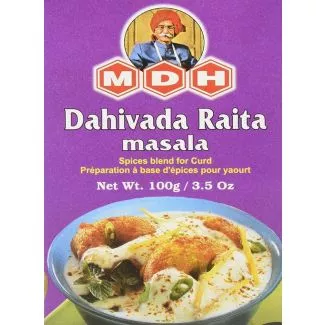 MDH
Dahivada Raita
masala
Spices blend for Curd
Préparation à base d'épices pour yaourt
Net Wt. 100g / 3.5 Oz